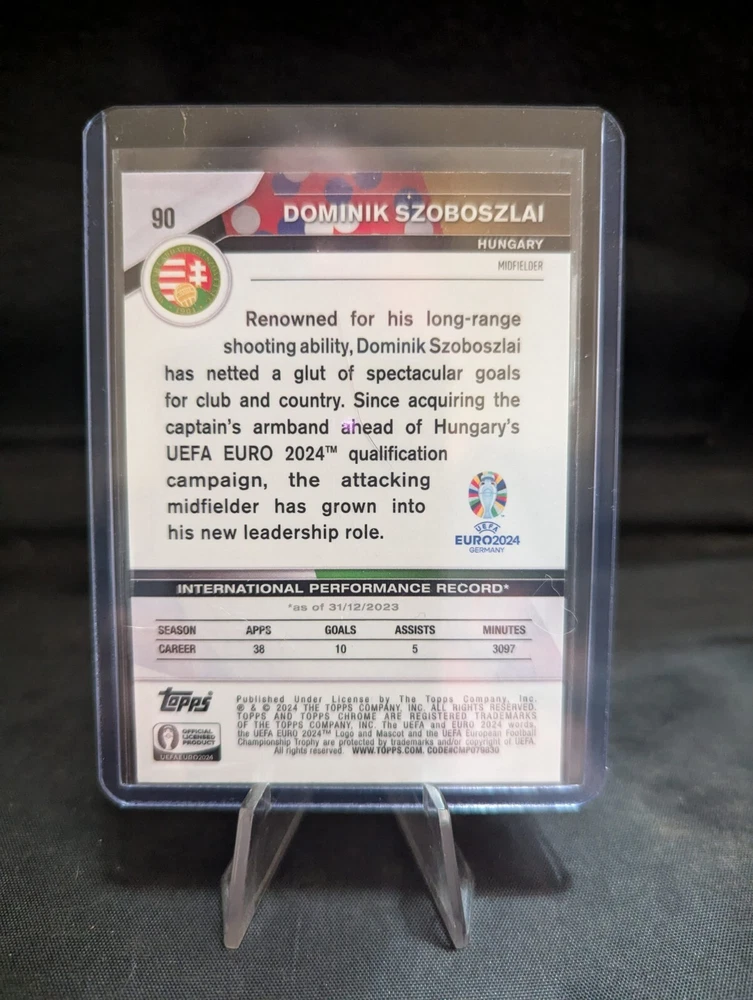 90
DOMINIK SZOBOSZLAI
HUNGARY
MIDFIELDER
Renowned for his long-range
shooting ability, Dominik Szoboszlai
has netted a glut of spectacular goals
for club and country. Since acquiring the
captain's armband ahead of Hungary's
UEFA EURO 2024™ qualification
campaign, the attacking
midfielder has grown into
his new leadership role.
UEFA
EURO2024
GERMANY
INTERNATIONAL PERFORMANCE RECORD*
*as of 31/12/2023
SEASON APPS GOALS ASSISTS MINUTES
CAREER 38 10 5 3097
Topps
OFFICIAL
LICENSED
PRODUCT
UEFAEURO2024
Published Under License by The Topps Company, Inc.
® & © 2024 THE TOPPS COMPANY, INC. ALL RIGHTS RESERVED.
TOPPS AND TOPPS CHROME ARE REGISTERED TRADEMARKS
OF THE TOPPS COMPANY, INC. The UEFA and EURO 2024 words,
the UEFA EURO 2024™ Logo and Mascot and the UEFA European Football
Championship Trophy are protected by trademarks and/or copyright of UEFA.
All rights reserved. WWW.TOPPS.COM. CODE#CMP079030